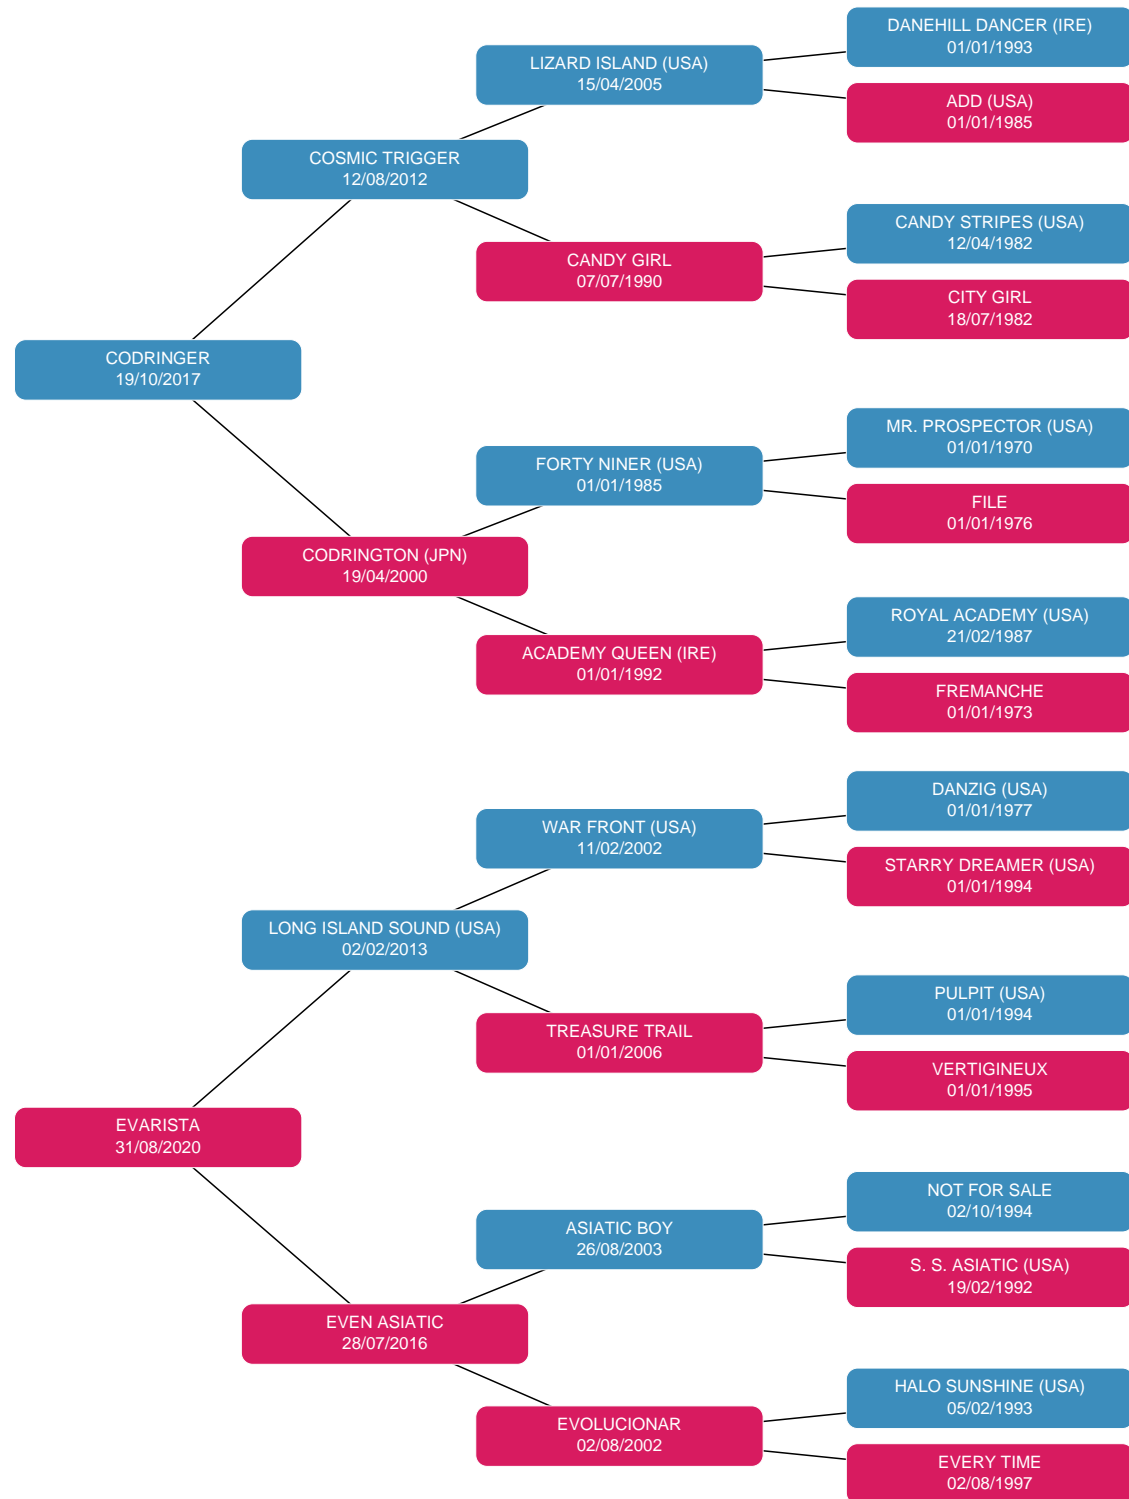 DANEHILL DANCER (IRE)
01/01/1993
LIZARD ISLAND (USA)
15/04/2005
ADD (USA)
01/01/1985
COSMIC TRIGGER
12/08/2012
CANDY STRIPES (USA)
12/04/1982
CANDY GIRL
07/07/1990
CITY GIRL
18/07/1982
CODRINGER
19/10/2017
MR. PROSPECTOR (USA)
01/01/1970
FORTY NINER (USA)
01/01/1985
FILE
01/01/1976
CODRINGTON (JPN)
19/04/2000
ROYAL ACADEMY (USA)
21/02/1987
ACADEMY QUEEN (IRE)
01/01/1992
FREMANCHE
01/01/1973
DANZIG (USA)
01/01/1977
WAR FRONT (USA)
11/02/2002
STARRY DREAMER (USA)
01/01/1994
LONG ISLAND SOUND (USA)
02/02/2013
PULPIT (USA)
01/01/1994
TREASURE TRAIL
01/01/2006
VERTIGINEUX
01/01/1995
EVARISTA
31/08/2020
NOT FOR SALE
02/10/1994
ASIATIC BOY
26/08/2003
S. S. ASIATIC (USA)
19/02/1992
EVEN ASIATIC
28/07/2016
HALO SUNSHINE (USA)
05/02/1993
EVOLUCIONAR
02/08/2002
EVERY TIME
02/08/1997